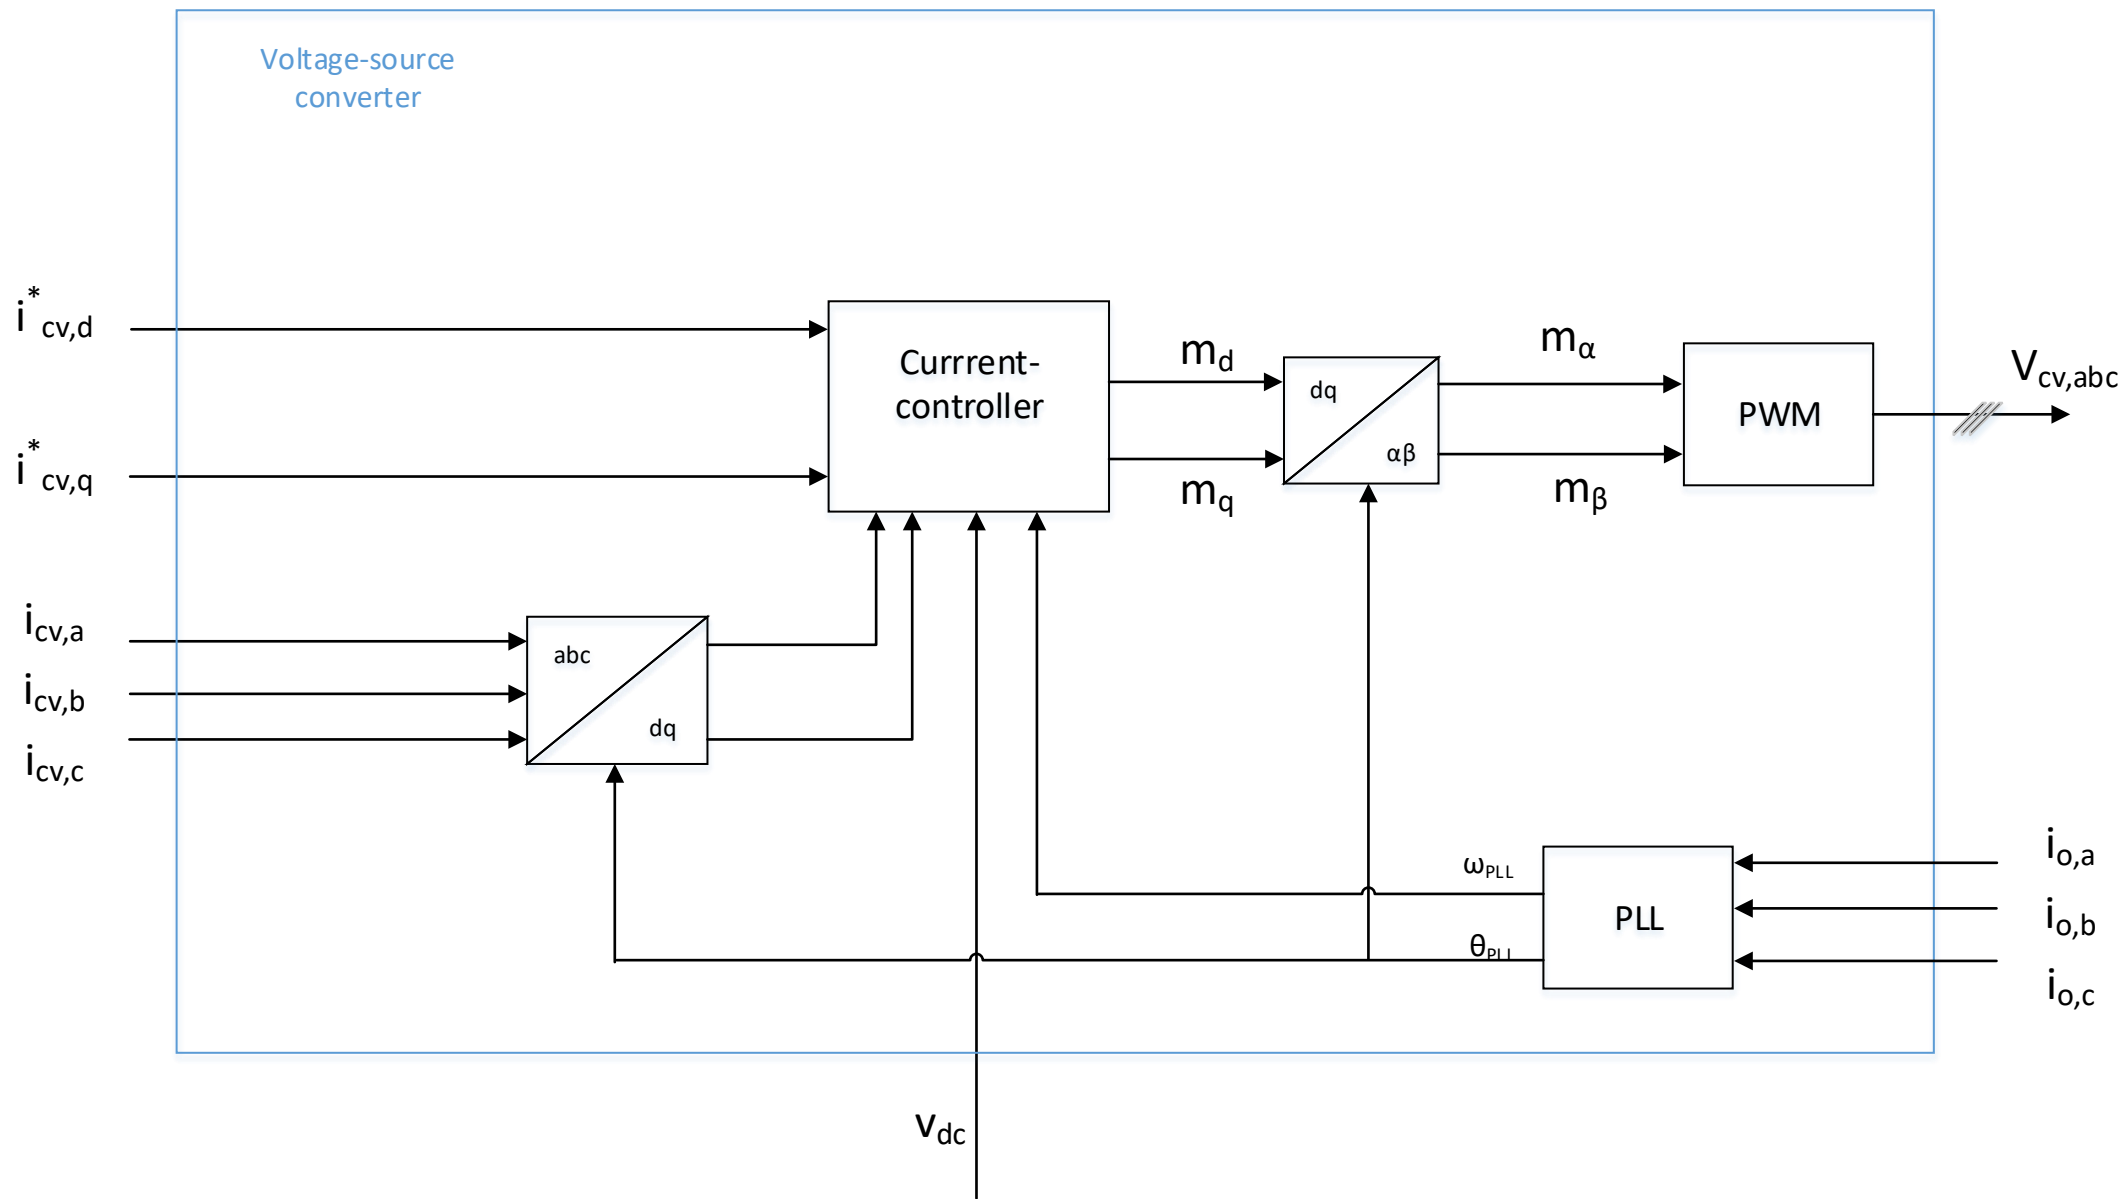 Voltage-source
converter
i*cv,d
i*cv,q
icv,a
icv,b
icv,c
Currrent-
controller
md
mq
dq
αβ
mα
mβ
PWM
Vcv,abc
abc
dq
ωPLL
θPLL
PLL
io,a
io,b
io,c
vdc